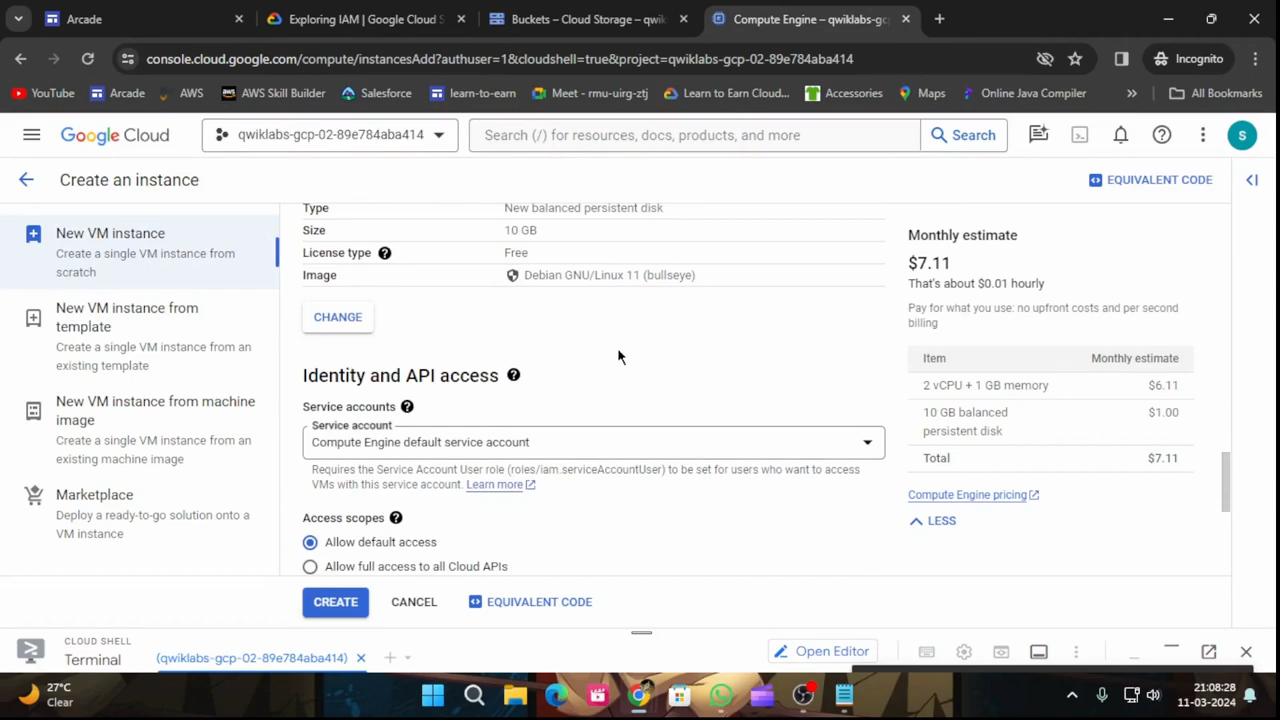 Arcade
Exploring IAM | Google Cloud S
Buckets – Cloud Storage – qwik
Compute Engine – qwiklabs-gc
console.cloud.google.com/compute/instancesAdd?authuser=1&cloudshell=true&project=qwiklabs-gcp-02-89e784aba414
Incognito
YouTube
Arcade
AWS
AWS Skill Builder
Salesforce
learn-to-earn
Meet - rmu-uirg-ztj
Learn to Earn Cloud...
Accessories
Maps
Online Java Compiler
All Bookmarks
Google Cloud
qwiklabs-gcp-02-89e784aba414
Search (/) for resources, docs, products, and more
Search
S
Create an instance
EQUIVALENT CODE
New VM instance
Create a single VM instance from
scratch
New VM instance from
template
Create a single VM instance from an
existing template
New VM instance from machine
image
Create a single VM instance from an
existing machine image
Marketplace
Deploy a ready-to-go solution onto a
VM instance
Type New balanced persistent disk
Size 10 GB
License type Free
Image Debian GNU/Linux 11 (bullseye)
CHANGE
Identity and API access
Service accounts
Service account
Compute Engine default service account
Requires the Service Account User role (roles/iam.serviceAccountUser) to be set for users who want to access
VMs with this service account. Learn more
Access scopes
Allow default access
Allow full access to all Cloud APIs
CREATE
CANCEL
EQUIVALENT CODE
Monthly estimate
$7.11
That's about $0.01 hourly
Pay for what you use: no upfront costs and per second
billing
Item Monthly estimate
2 vCPU + 1 GB memory $6.11
10 GB balanced $1.00
persistent disk
Total $7.11
Compute Engine pricing
LESS
CLOUD SHELL
Terminal
(qwiklabs-gcp-02-89e784aba414)
Open Editor
27°C
Clear
21:08:28
11-03-2024